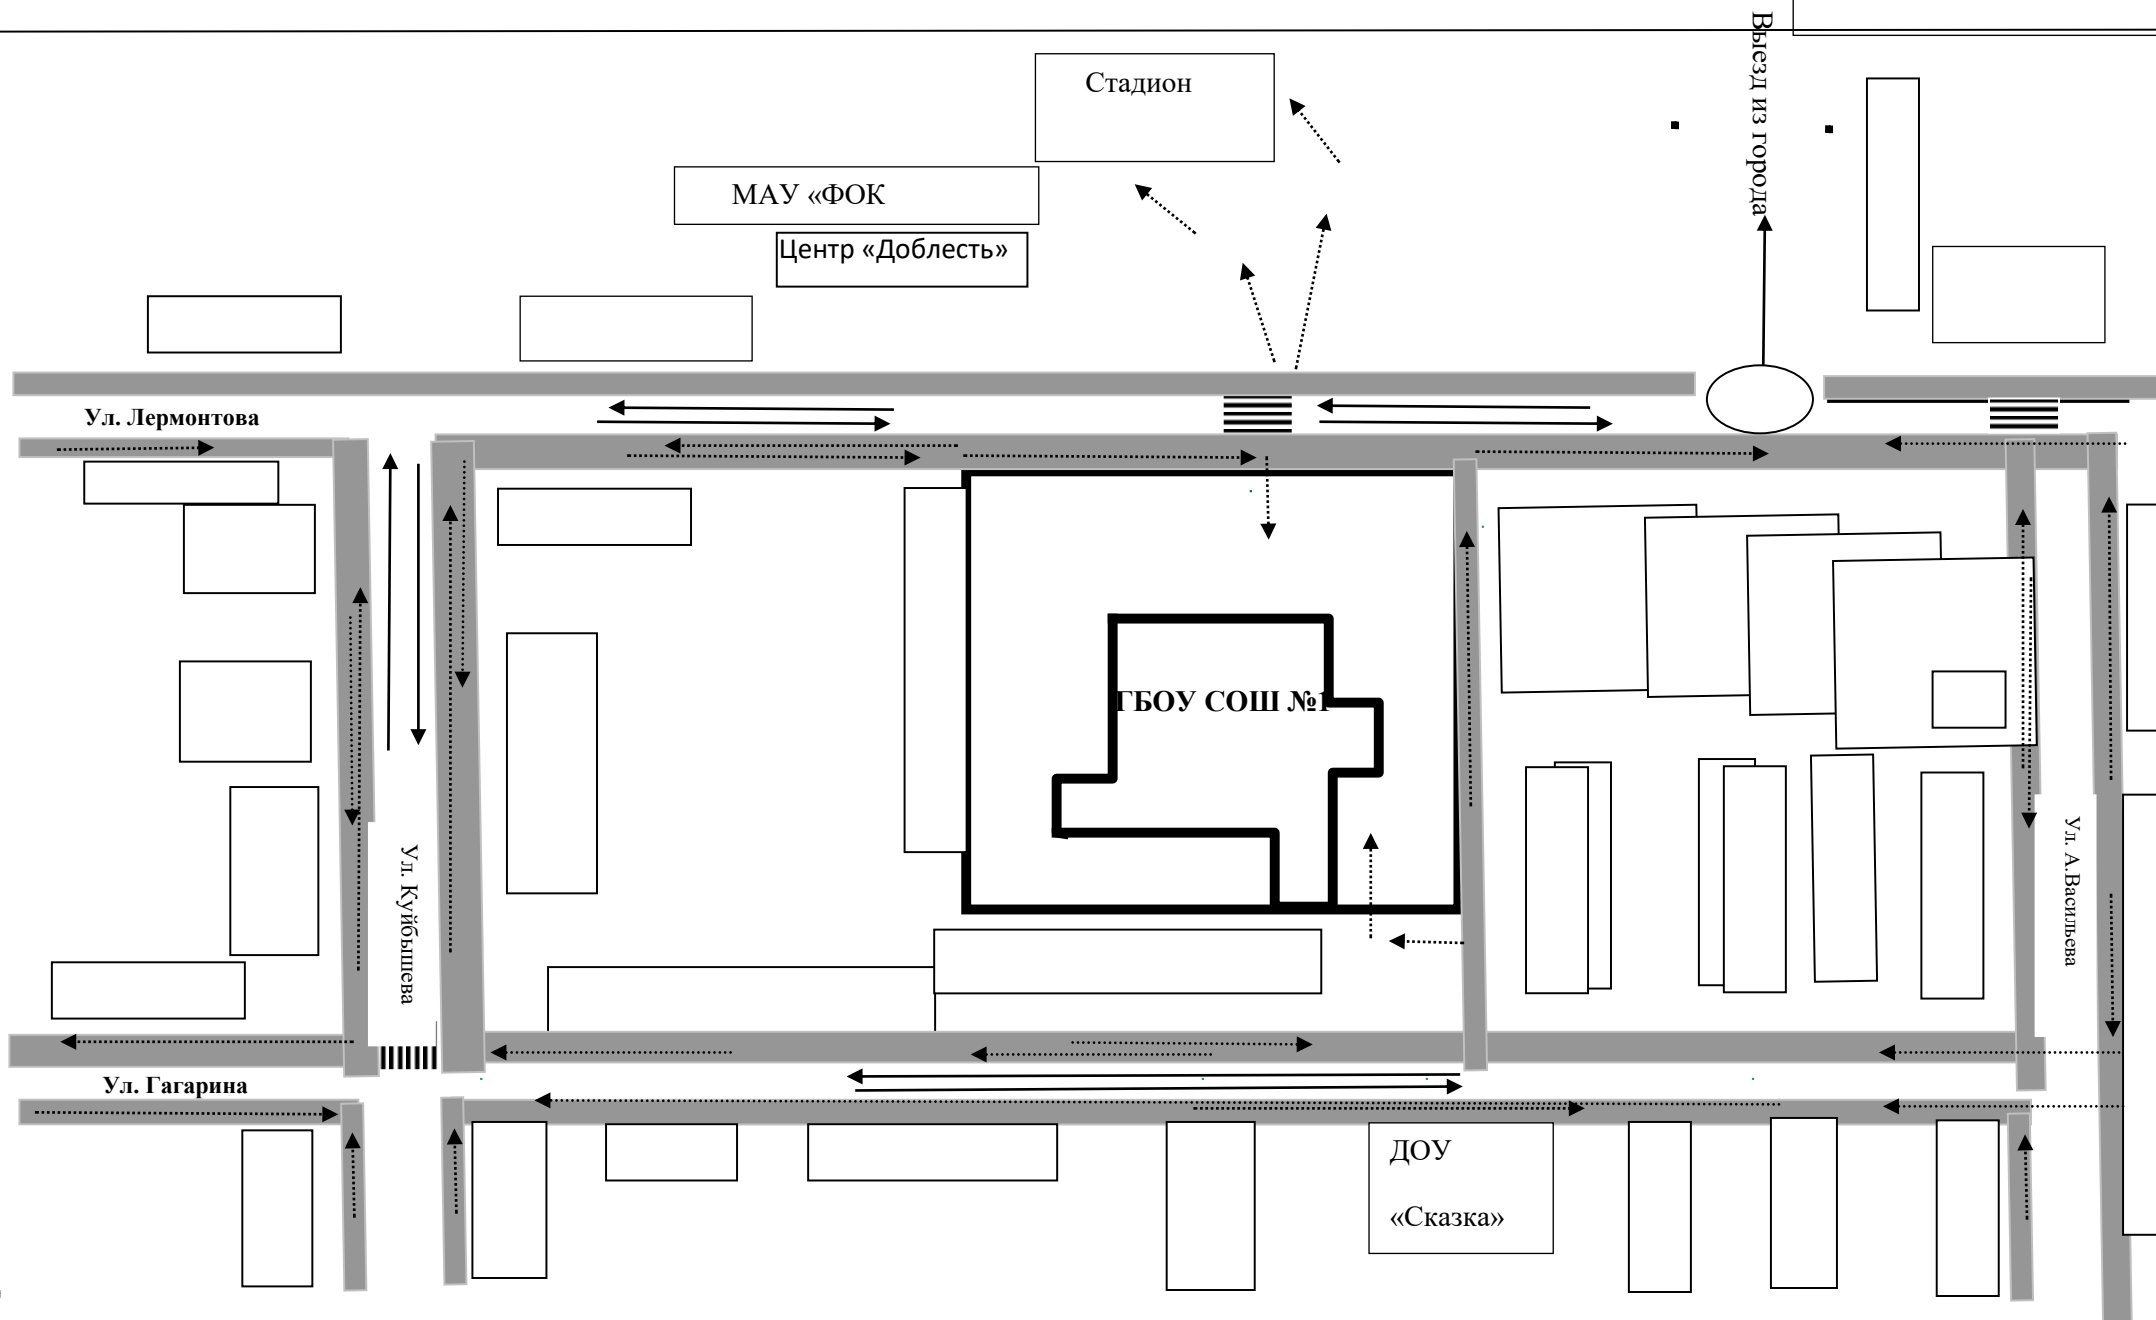 Выезд из города
Стадион
МАУ «ФОК
Центр «Доблесть»
Ул. Лермонтова
ГБОУ СОШ №1
Ул. Куйбышева
Ул. А.Васильева
Ул. Гагарина
ДОУ
«Сказка»